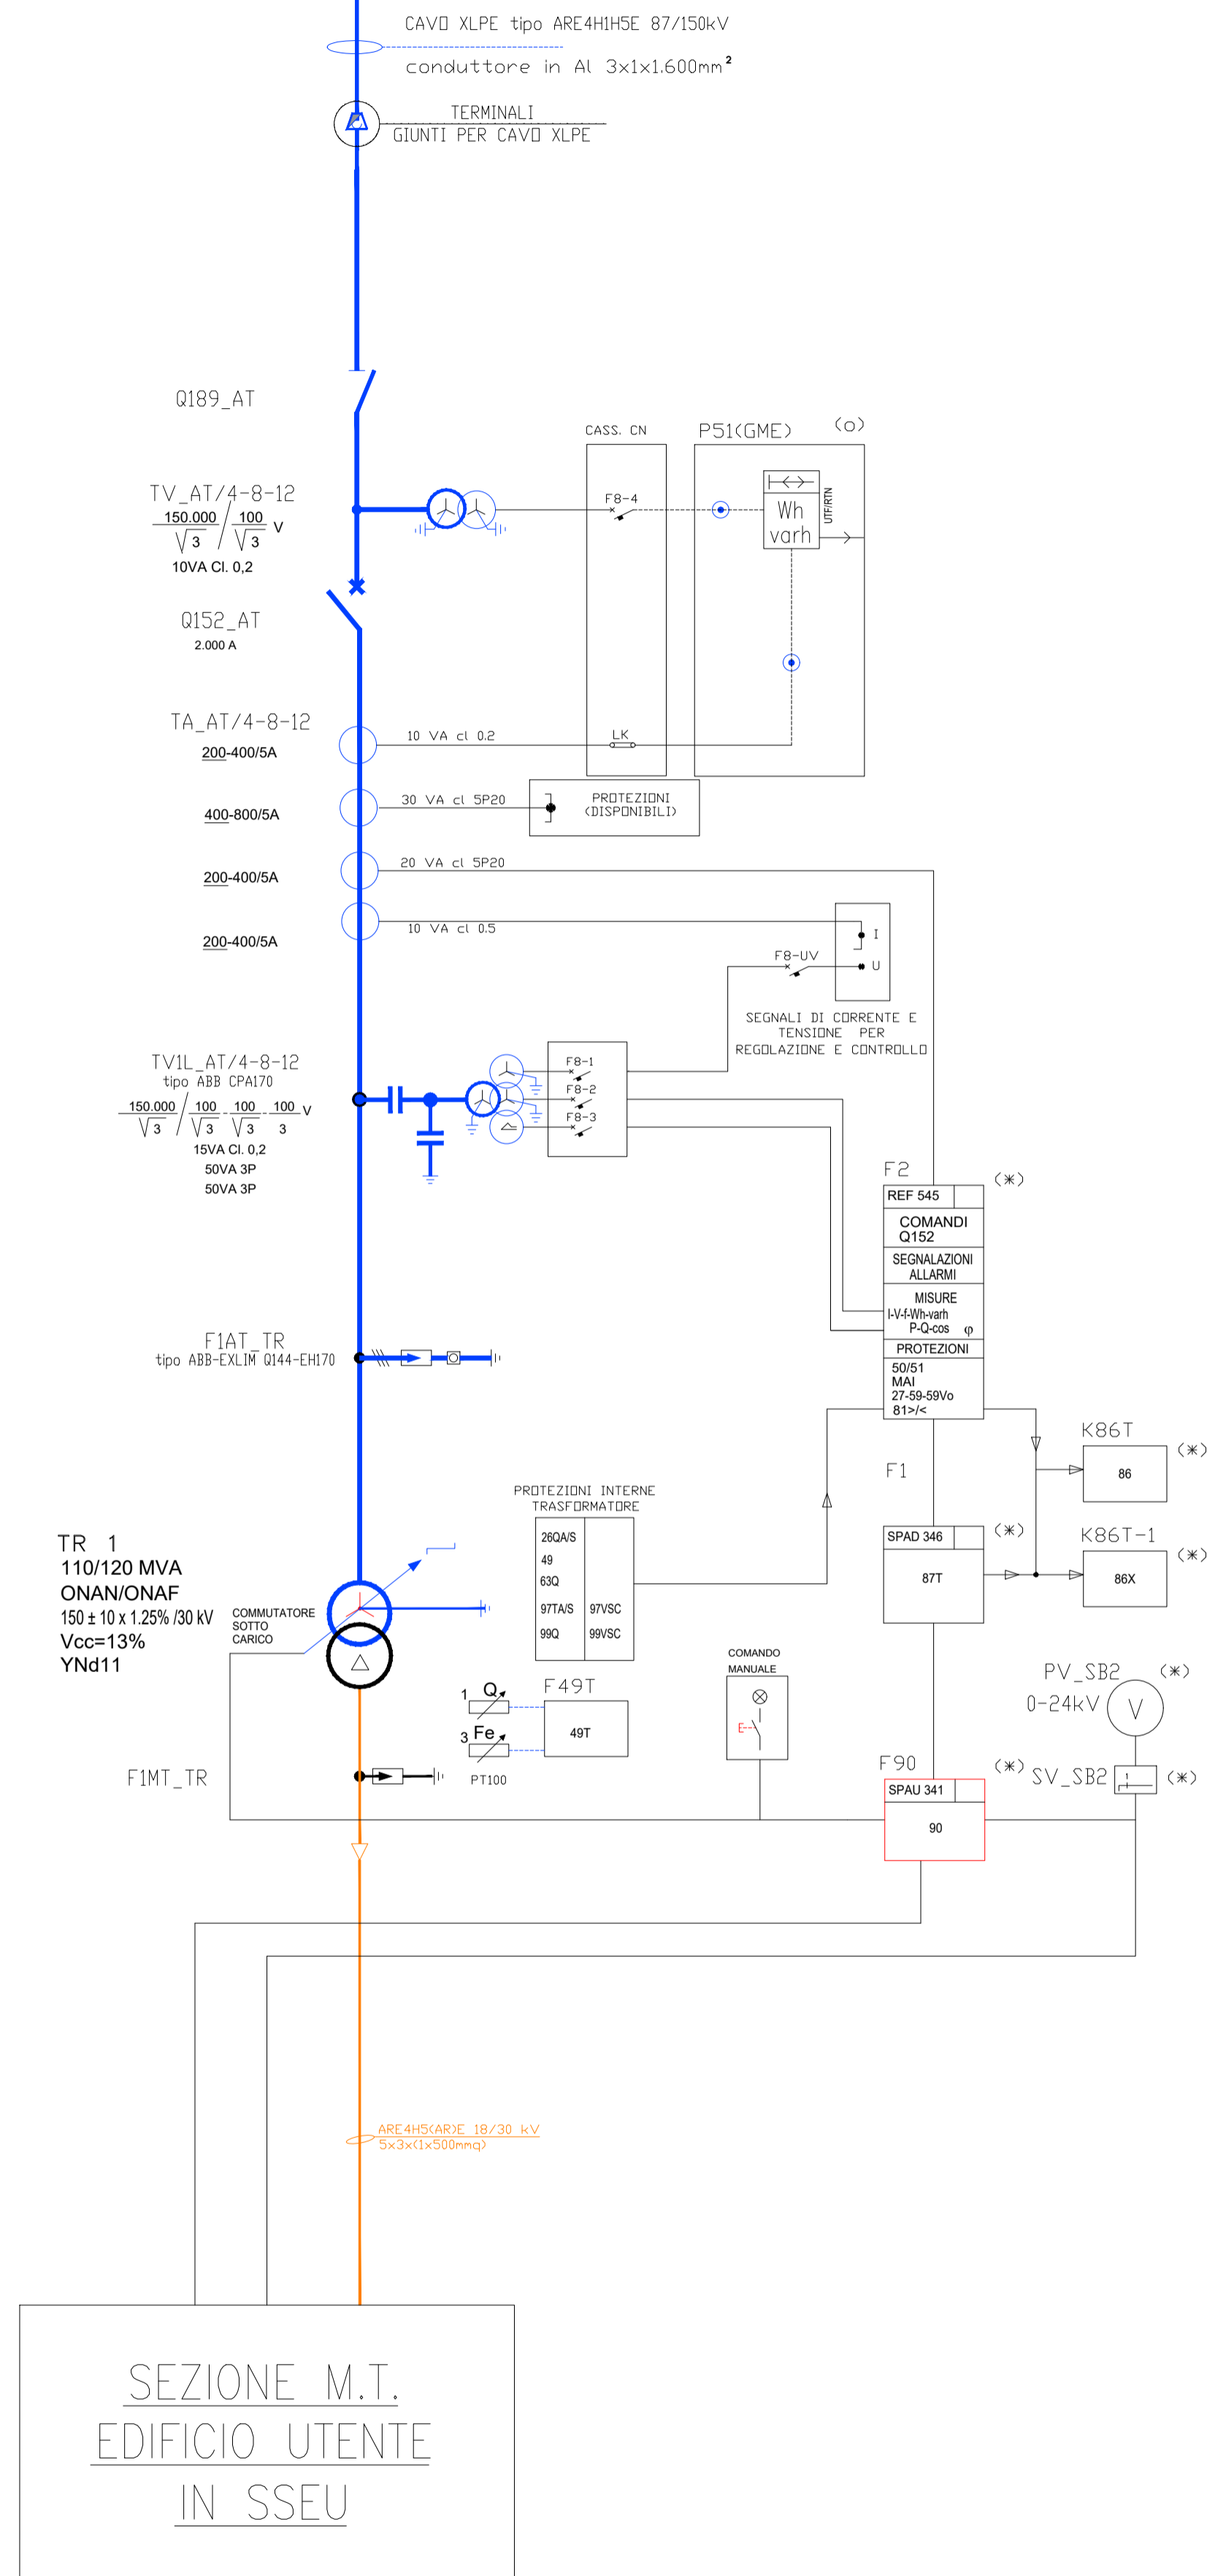 CAVO XLPE tipo ARE4H1H5E 87/150kV
conduttore in Al 3x1x1.600mm²
TERMINALI
GIUNTI PER CAVO XLPE
Q189_AT
CASS. CN
P51(GME)
(o)
TV_AT/4-8-12
150.000 / 100 V
√3 √3
10VA Cl. 0,2
F8-4
Wh
varh
UTF/RTN
Q152_AT
2.000 A
TA_AT/4-8-12
200-400/5A
10 VA cl 0.2
LK
400-800/5A
30 VA cl 5P20
PROTEZIONI
(DISPONIBILI)
200-400/5A
20 VA cl 5P20
200-400/5A
10 VA cl 0.5
I
F8-UV
U
SEGNALI DI CORRENTE E
TENSIONE PER
REGOLAZIONE E CONTROLLO
TV1L_AT/4-8-12
tipo ABB CPA170
150.000 / 100 - 100 - 100 V
√3 √3 √3 3
15VA Cl. 0,2
50VA 3P
50VA 3P
F8-1
F8-2
F8-3
F2
(*)
REF 545
COMANDI
Q152
SEGNALAZIONI
ALLARMI
MISURE
I-V-f-Wh-varh
P-Q-cos φ
PROTEZIONI
50/51
MAI
27-59-59Vo
81>/<
F1AT_TR
tipo ABB-EXLIM Q144-EH170
K86T
(*)
86
F1
PROTEZIONI INTERNE
TRASFORMATORE
26QA/S
49
63Q
97TA/S 97VSC
99Q 99VSC
SPAD 346
(*)
87T
K86T-1
(*)
86X
TR 1
110/120 MVA
ONAN/ONAF
150 ± 10 x 1.25% /30 kV
Vcc=13%
YNd11
COMMUTATORE
SOTTO
CARICO
COMANDO
MANUALE
1 Q
3 Fe
PT100
F49T
49T
PV_SB2
(*)
0-24kV
V
F1MT_TR
F90
(*)
SPAU 341
90
SV_SB2
1
(*)
ARE4H5(AR)E 18/30 kV
5x3x(1x500mmq)
SEZIONE M.T.
EDIFICIO UTENTE
IN SSEU